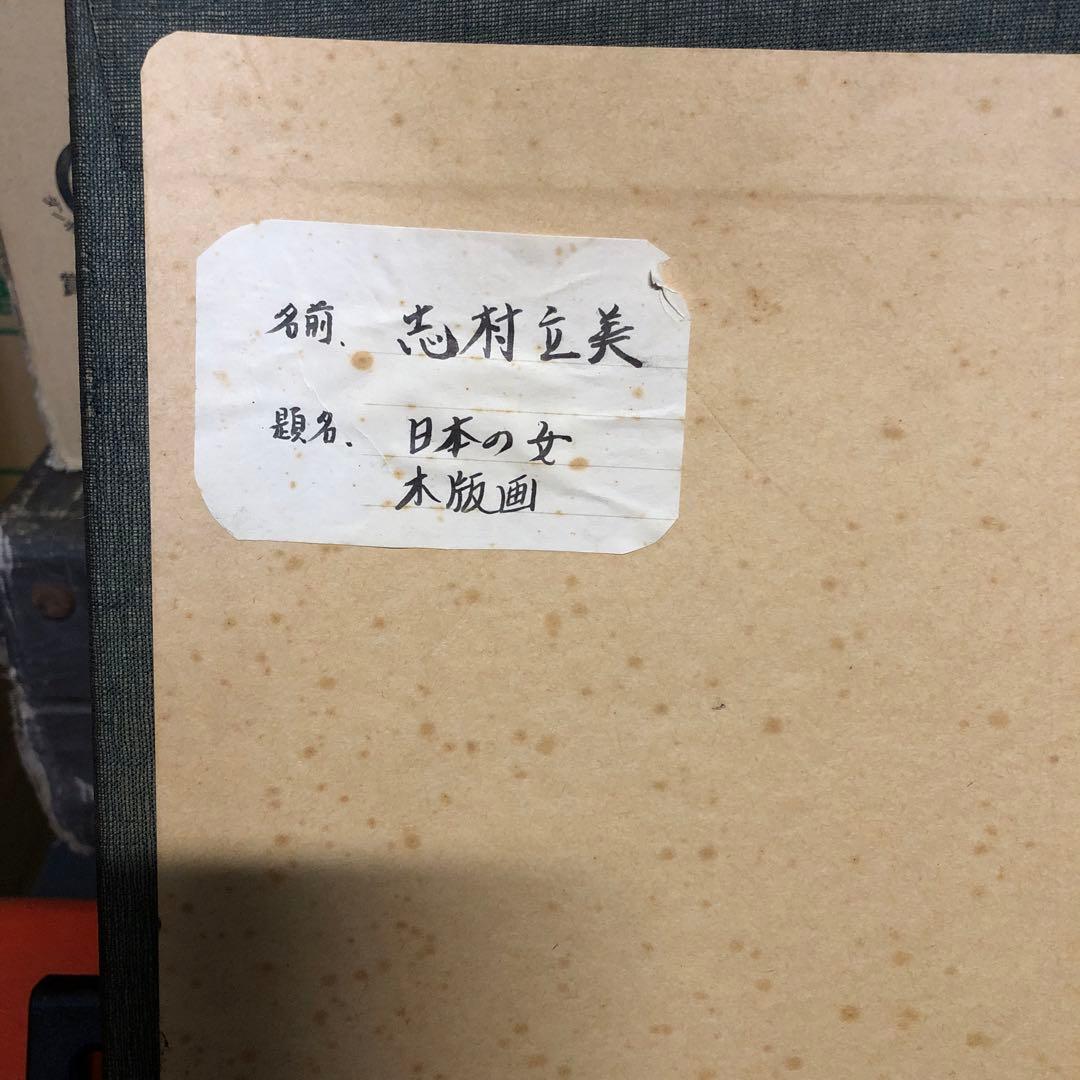 名前、志村立美
題名、日本の女
木版画